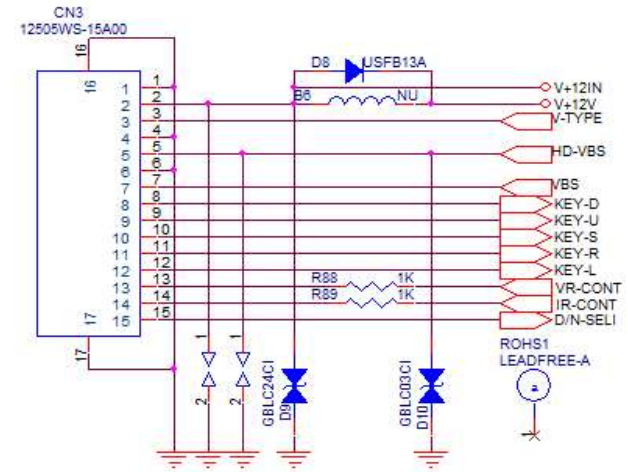 CN3
12505WS-15A00
16
16
D8 USFB13A
1 1
V+12IN
2 2
B6 NU
V+12V
3 3
V-TYPE
4 4
5 5
HD-VBS
6 6
7 7
VBS
8 8
KEY-D
9 9
KEY-U
10 10
KEY-S
11 11
KEY-R
12 12
KEY-L
13 13
R88 1K
VR-CONT
14 14
R89 1K
IR-CONT
15 15
D/N-SELI
17
17
1
2
1
2
GBLC24CI
D9
GBLC03CI
D10
ROHS1
LEADFREE-A
a
1